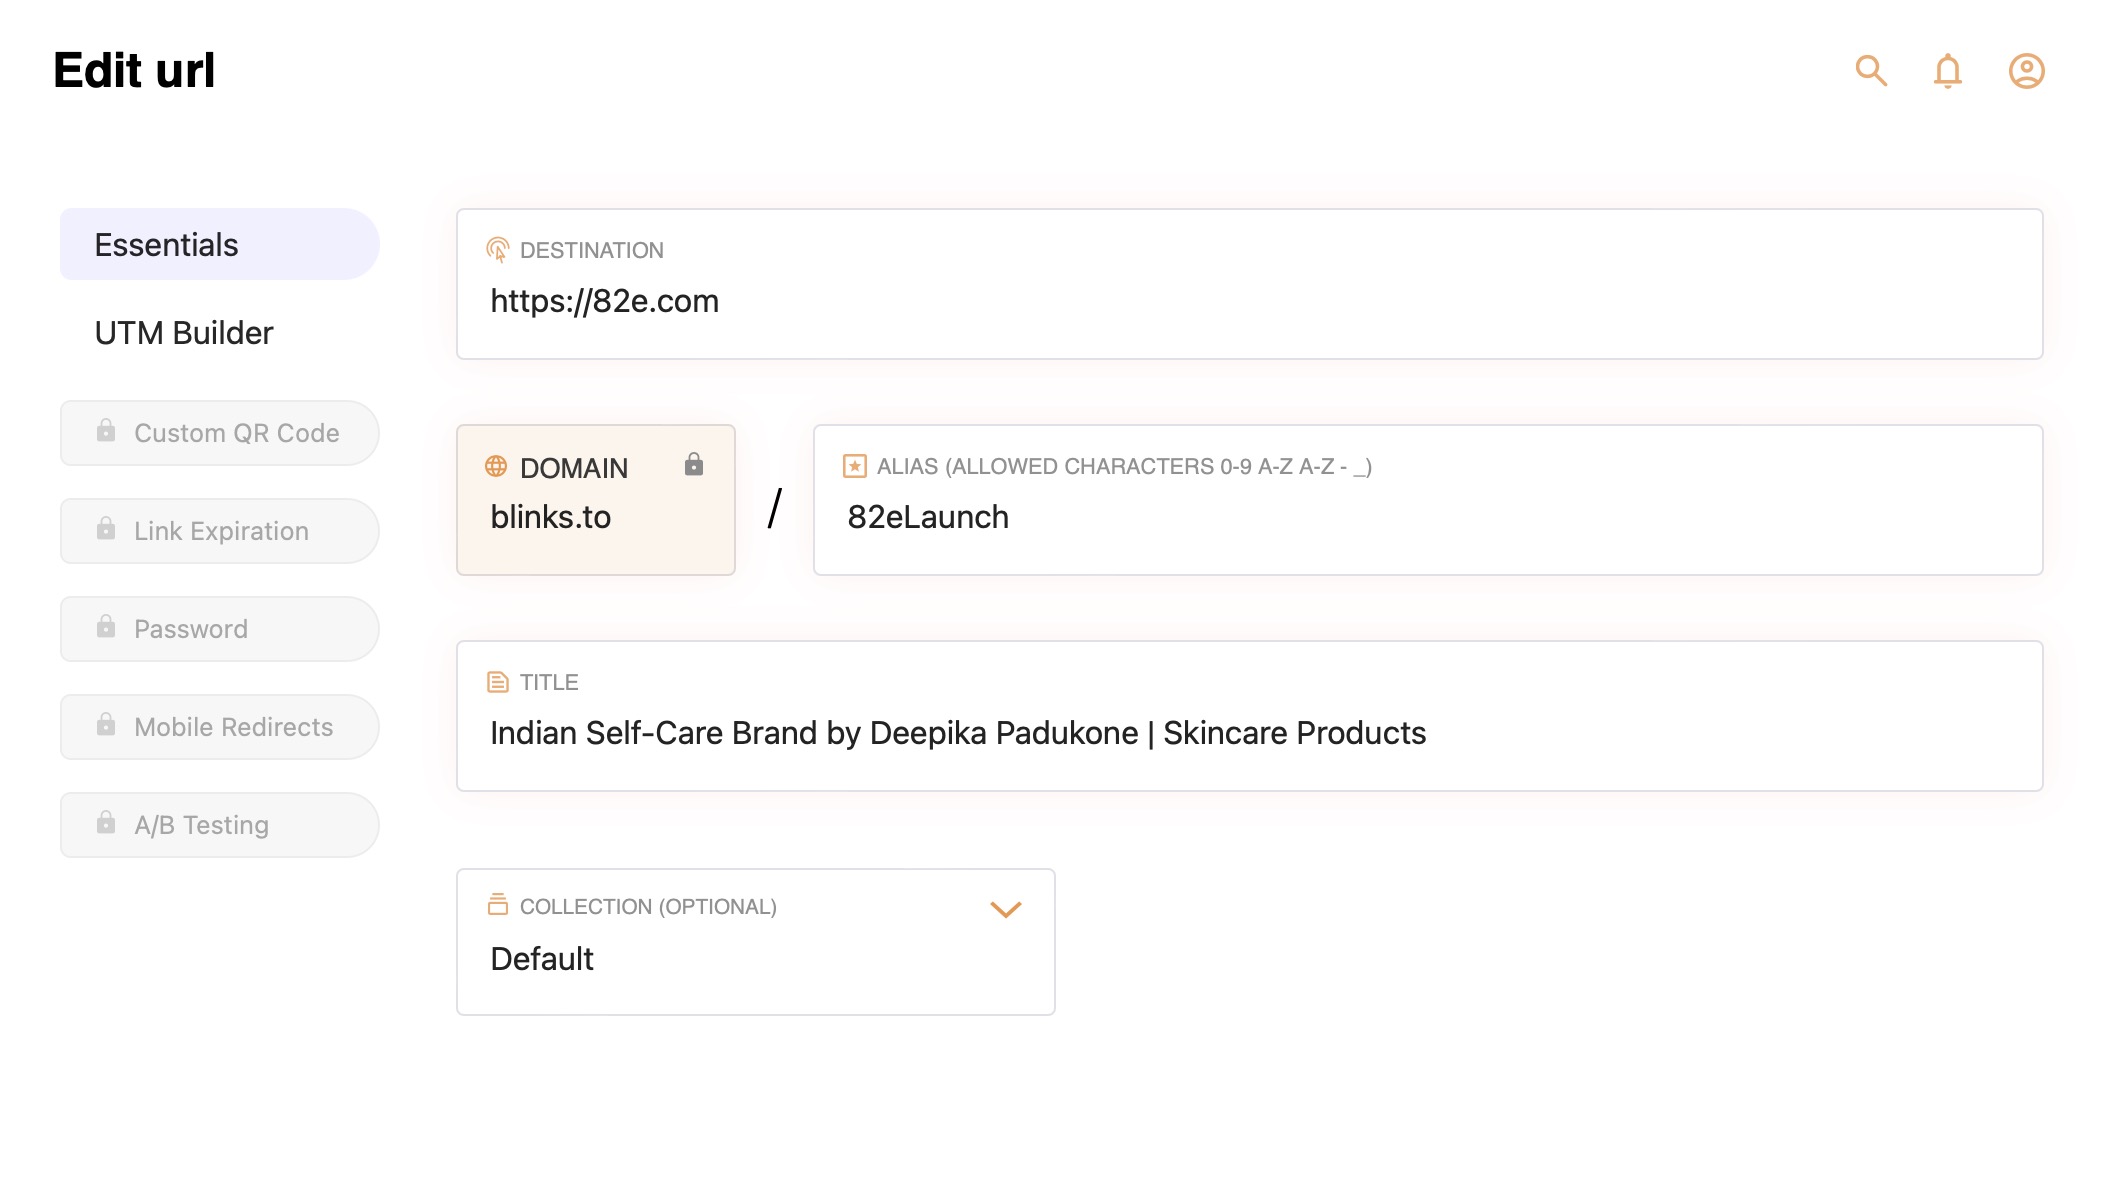 Edit url
Essentials
UTM Builder
Custom QR Code
Link Expiration
Password
Mobile Redirects
A/B Testing
DESTINATION
https://82e.com
DOMAIN
blinks.to
/
ALIAS (ALLOWED CHARACTERS 0-9 A-Z A-Z - _)
82eLaunch
TITLE
Indian Self-Care Brand by Deepika Padukone | Skincare Products
COLLECTION (OPTIONAL)
Default